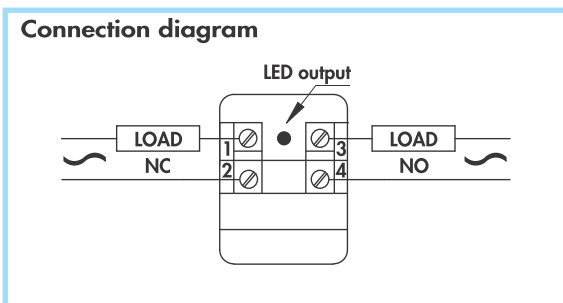 Connection diagram
LED output
LOAD
1
3
LOAD
NC
2
4
NO